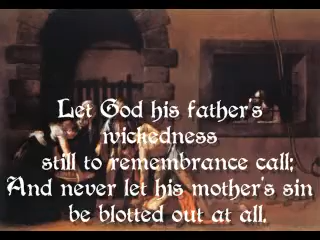 Let God his father's
wickedness
still to remembrance call;
And never let his mother's sin
be blotted out at all.